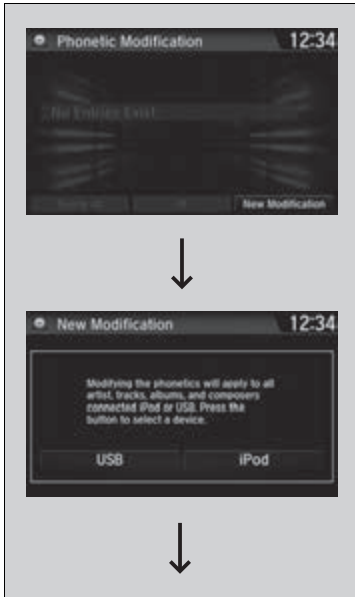 Phonetic Modification 12:34
No Entries Exist
New Modification
New Modification 12:34
Modifying the phonetics will apply to all
artist, tracks, albums, and composers
connected iPod or USB. Press the
button to select a device.
USB iPod